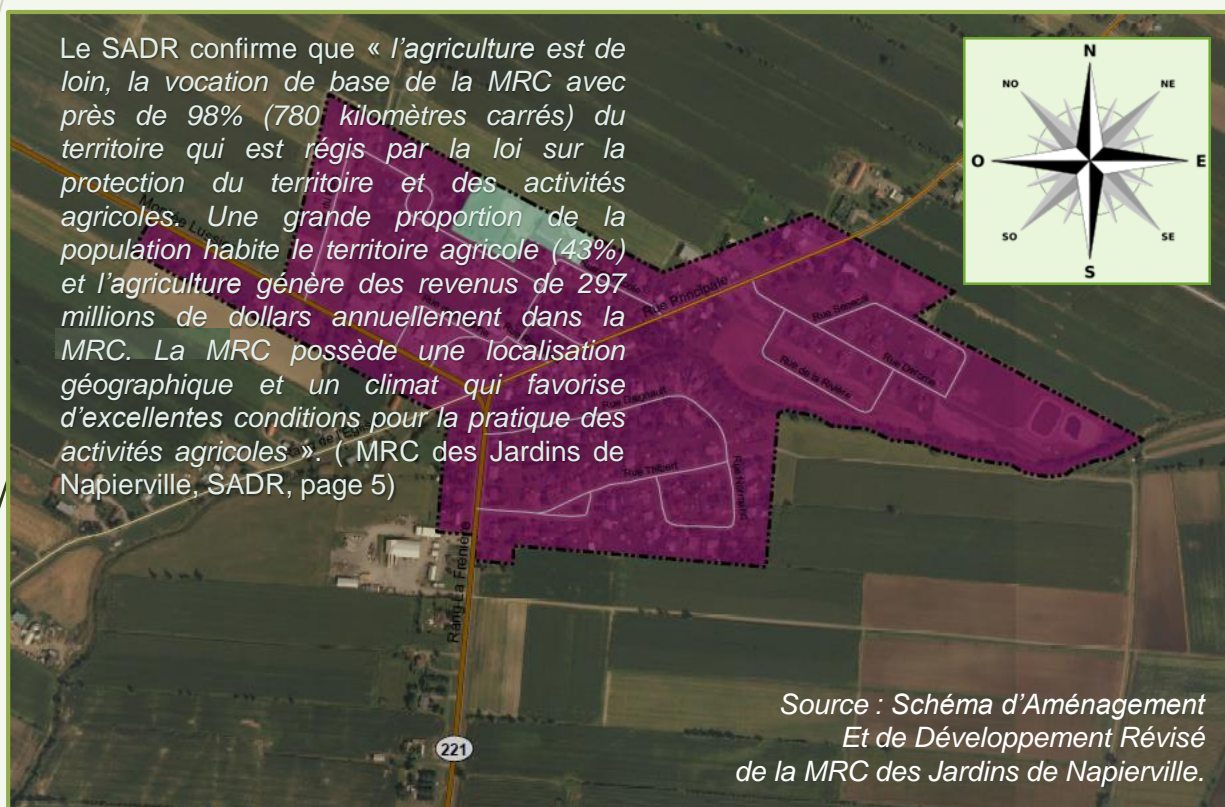 Le SADR confirme que « l'agriculture est de
loin, la vocation de base de la MRC avec
près de 98% (780 kilomètres carrés) du
territoire qui est régis par la loi sur la
protection du territoire et des activités
agricoles. Une grande proportion de la
population habite le territoire agricole (43%)
et l'agriculture génère des revenus de 297
millions de dollars annuellement dans la
MRC. La MRC possède une localisation
géographique et un climat qui favorise
d'excellentes conditions pour la pratique des
activités agricoles ». ( MRC des Jardins de
Napierville, SADR, page 5)
N
NO
NE
O
E
SO
SE
S
Rue Principale
Rue Sénécal
Rue de la Rivière
Rue Daignault
Rue Thibert
Rang La Frenière
221
Source : Schéma d'Aménagement
Et de Développement Révisé
de la MRC des Jardins de Napierville.